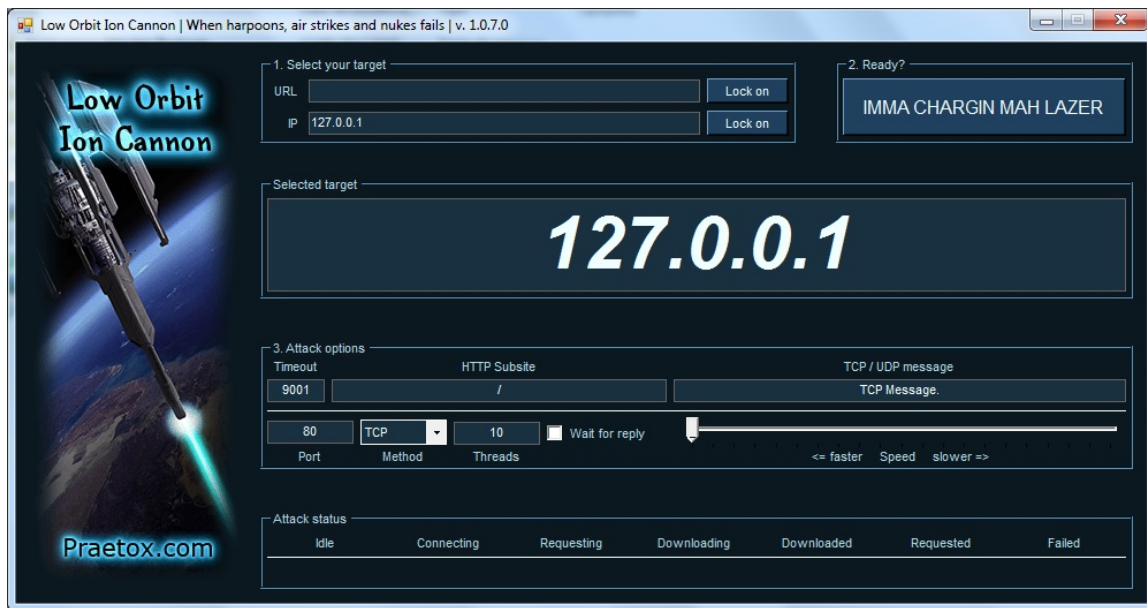 Low Orbit Ion Cannon | When harpoons, air strikes and nukes fails | v. 1.0.7.0
Low Orbit
Ion Cannon
Praetox.com
1. Select your target
URL Lock on
IP 127.0.0.1 Lock on
2. Ready?
IMMA CHARGIN MAH LAZER
Selected target
127.0.0.1
3. Attack options
Timeout HTTP Subsite TCP / UDP message
9001 / TCP Message.
80 TCP 10 Wait for reply
Port Method Threads <= faster Speed slower =>
Attack status
Idle Connecting Requesting Downloading Downloaded Requested Failed